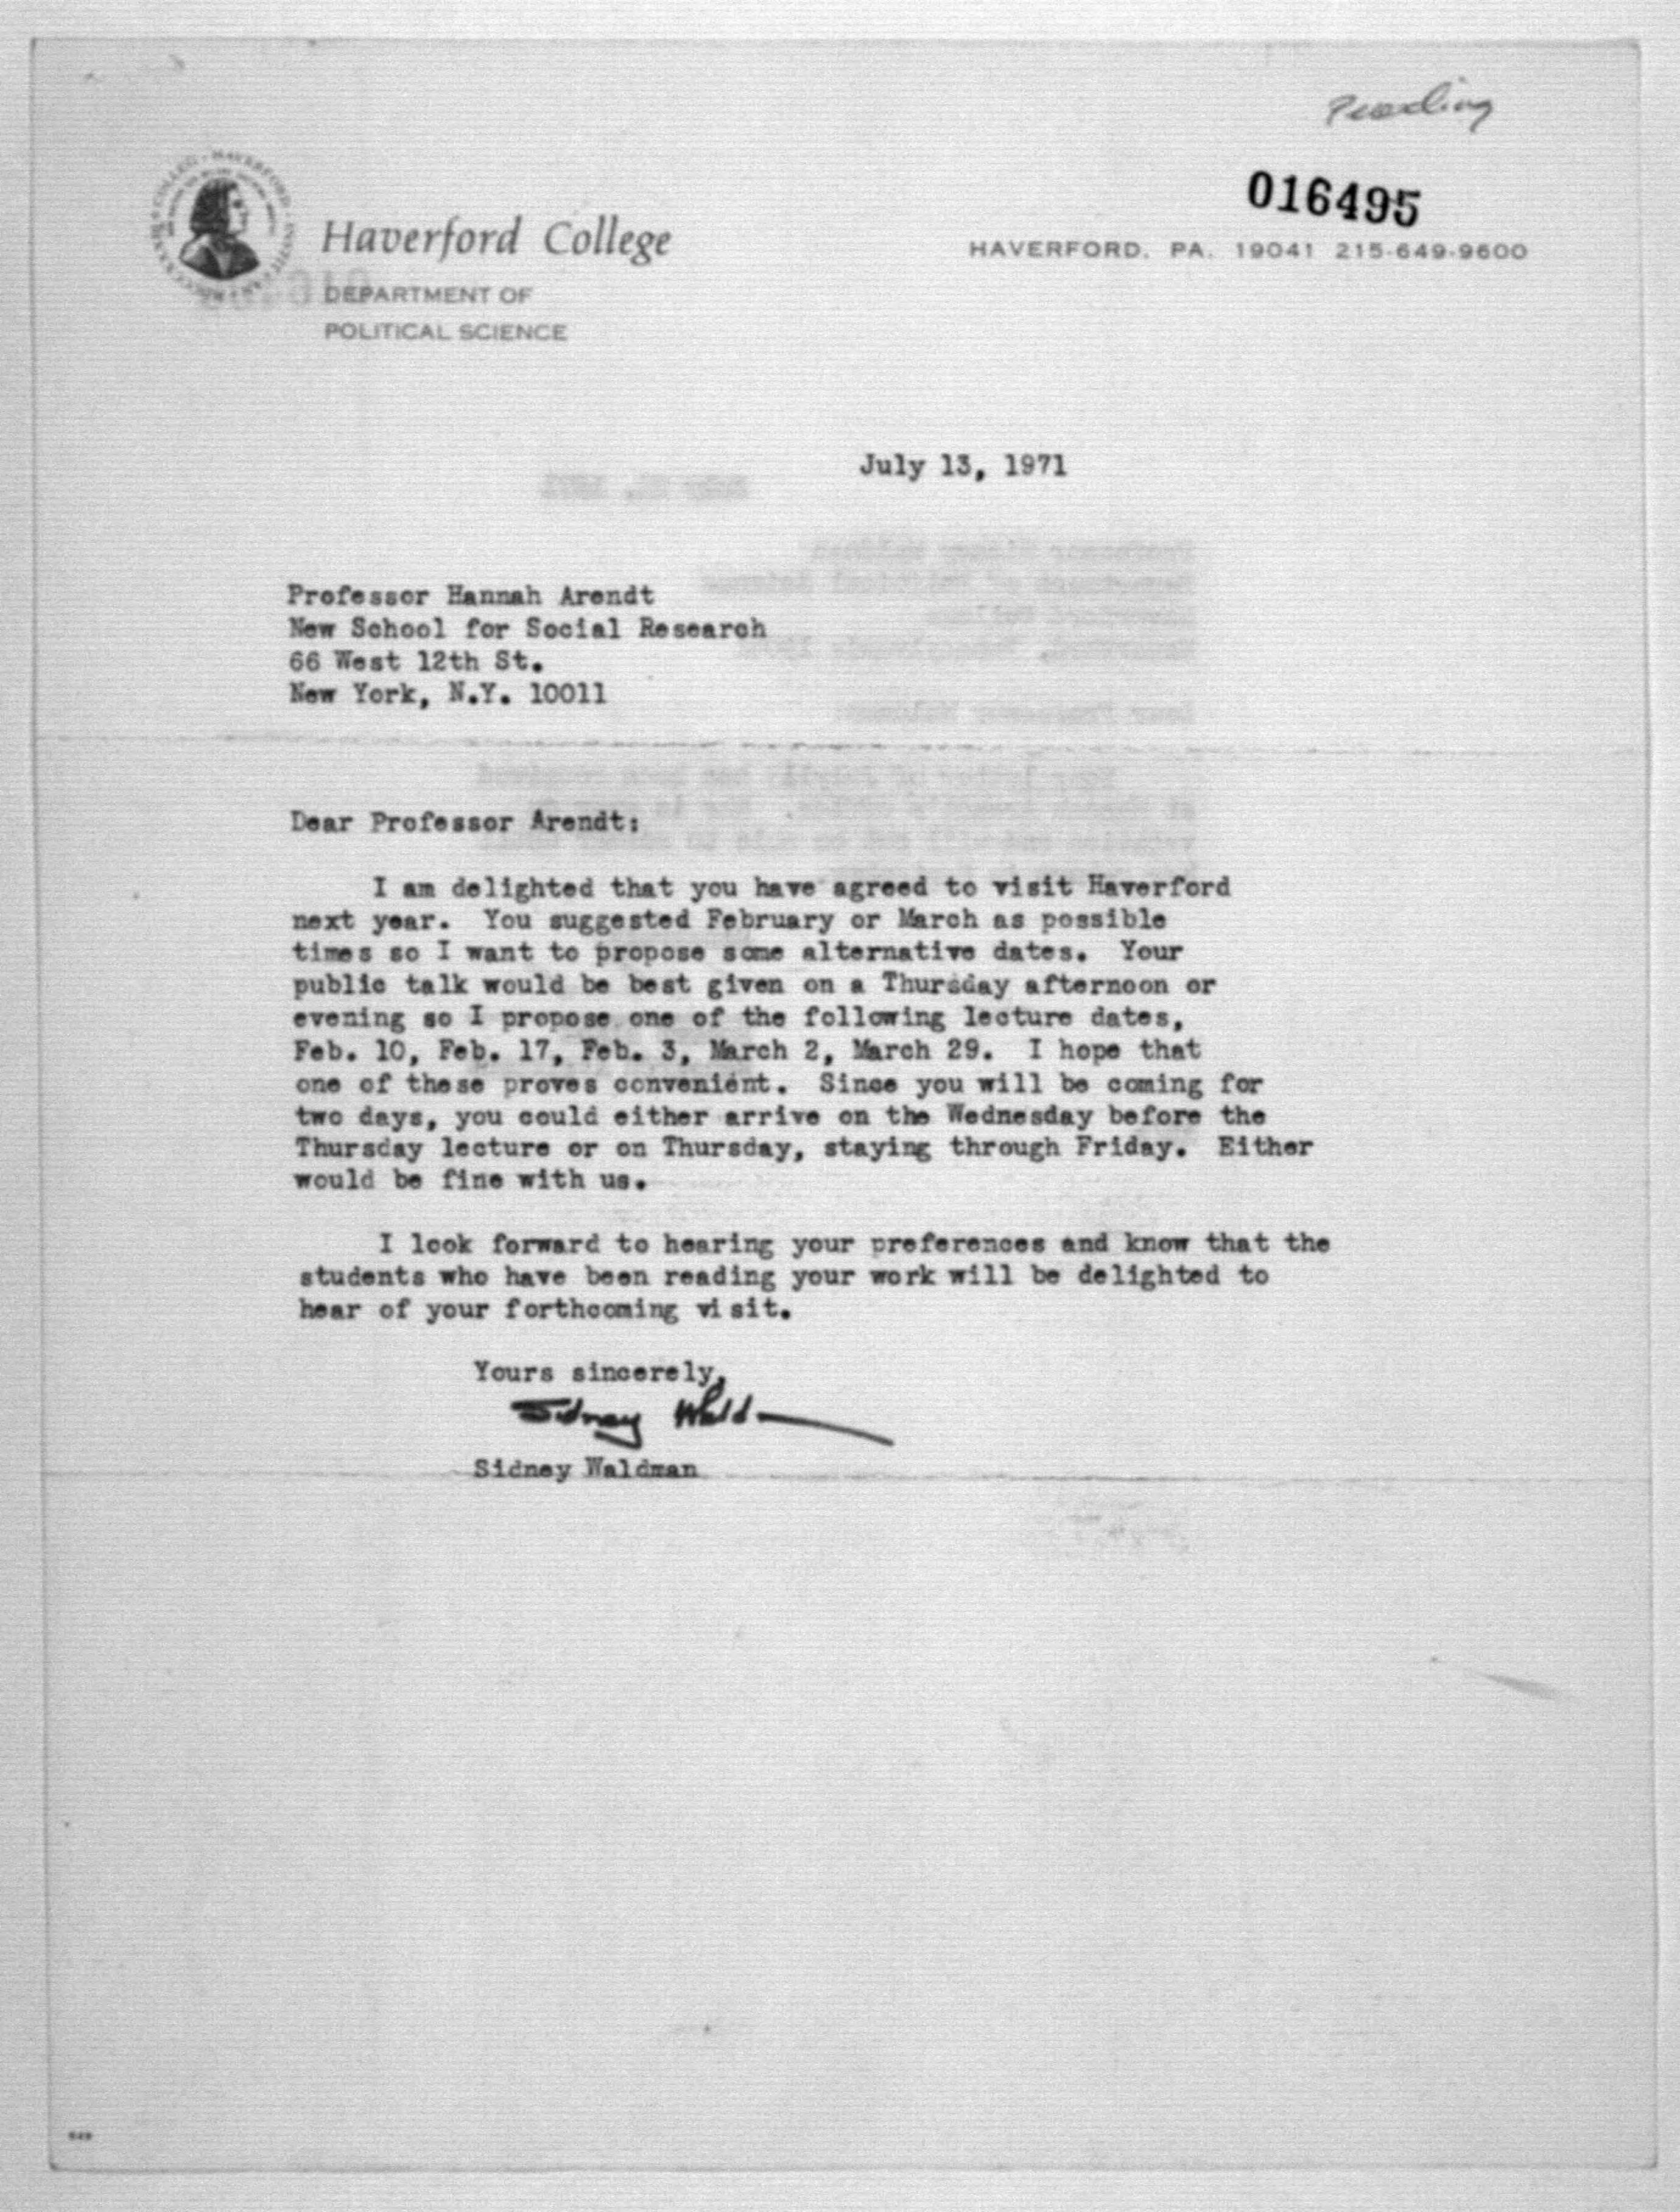 Pending
016495
Haverford College
HAVERFORD, PA. 19041 215-649-9600
DEPARTMENT OF
POLITICAL SCIENCE
July 13, 1971
Professor Hannah Arendt
New School for Social Research
66 West 12th St.
New York, N.Y. 10011
Dear Professor Arendt:
I am delighted that you have agreed to visit Haverford
next year. You suggested February or March as possible
times so I want to propose some alternative dates. Your
public talk would be best given on a Thursday afternoon or
evening so I propose one of the following lecture dates,
Feb. 10, Feb. 17, Feb. 3, March 2, March 29. I hope that
one of these proves convenient. Since you will be coming for
two days, you could either arrive on the Wednesday before the
Thursday lecture or on Thursday, staying through Friday. Either
would be fine with us.
I look forward to hearing your preferences and know that the
students who have been reading your work will be delighted to
hear of your forthcoming visit.
Yours sincerely,
Sidney Wald
Sidney Waldman